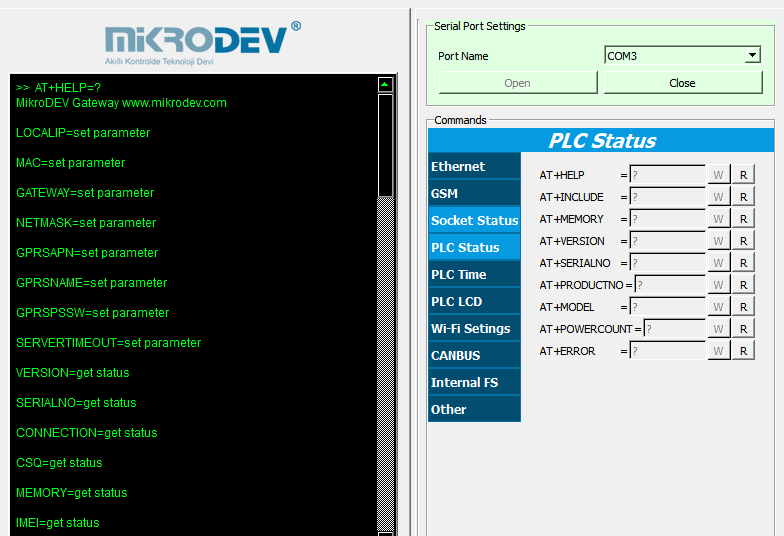 MIKRODEV®
Akıllı Kontrolde Teknoloji Devi
>> AT+HELP=?
MikroDEV Gateway www.mikrodev.com
LOCALIP=set parameter
MAC=set parameter
GATEWAY=set parameter
NETMASK=set parameter
GPRSAPN=set parameter
GPRSNAME=set parameter
GPRSPSSW=set parameter
SERVERTIMEOUT=set parameter
VERSION=get status
SERIALNO=get status
CONNECTION=get status
CSQ=get status
MEMORY=get status
IMEI=get status
Serial Port Settings
Port Name COM3
Open Close
Commands
PLC Status
Ethernet
GSM
Socket Status
PLC Status
PLC Time
PLC LCD
Wi-Fi Setings
CANBUS
Internal FS
Other
AT+HELP =? W R
AT+INCLUDE =? W R
AT+MEMORY =? W R
AT+VERSION =? W R
AT+SERIALNO =? W R
AT+PRODUCTNO=? W R
AT+MODEL =? W R
AT+POWERCOUNT=? W R
AT+ERROR =? W R